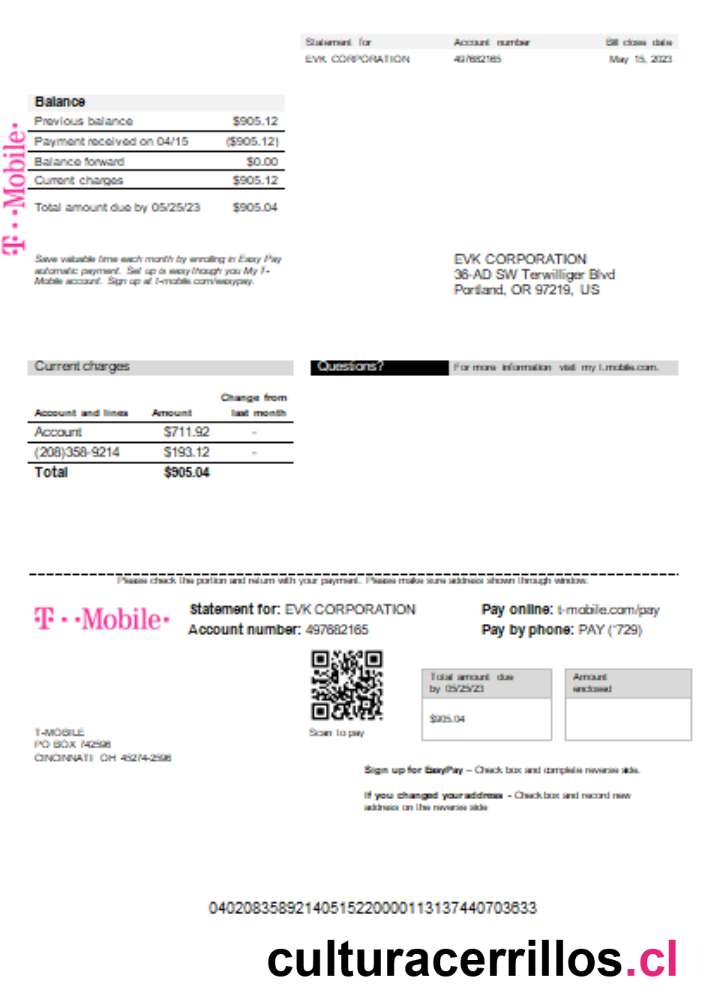 Statement for Account number Bill close date
EVK CORPORATION 497682165 May 15, 2023
T··Mobile·
Balance
Previous balance $905.12
Payment received on 04/15 ($905.12)
Balance forward $0.00
Current charges $905.12
Total amount due by 05/25/23 $905.04
Save valuable time each month by enrolling in Easy Pay
automatic payment. Set up is easy though you My T-
Mobile account. Sign up at t-mobile.com/easypay.
EVK CORPORATION
36-AD SW Terwilliger Blvd
Portland, OR 97219, US
Current charges
Questions? For more information visit my t.mobile.com.
Change from
Account and lines Amount last month
Account $711.92 -
(208)358-9214 $193.12 -
Total $905.04
Please check the portion and return with your payment. Please make sure address shown through window.
T··Mobile·
Statement for: EVK CORPORATION
Account number: 497682165
Pay online: t-mobile.com/pay
Pay by phone: PAY (*729)
Scan to pay
Total amount due
by 05/25/23
$905.04
Amount
enclosed
T-MOBILE
PO BOX 742596
CINCINNATI OH 45274-2596
Sign up for EasyPay – Check box and complete reverse side.
If you changed your address - Check box and record new
address on the reverse side
0402083589214051522000011313744070​3633
culturacerrillos.cl